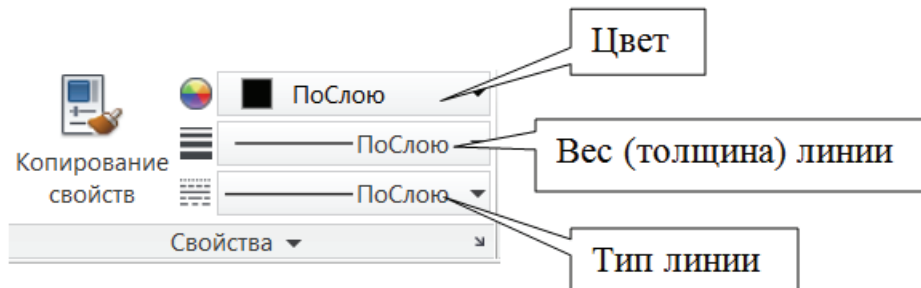 Цвет
ПоСлою
Копирование
свойств
ПоСлою
Вес (толщина) линии
ПоСлою
Свойства
Тип линии